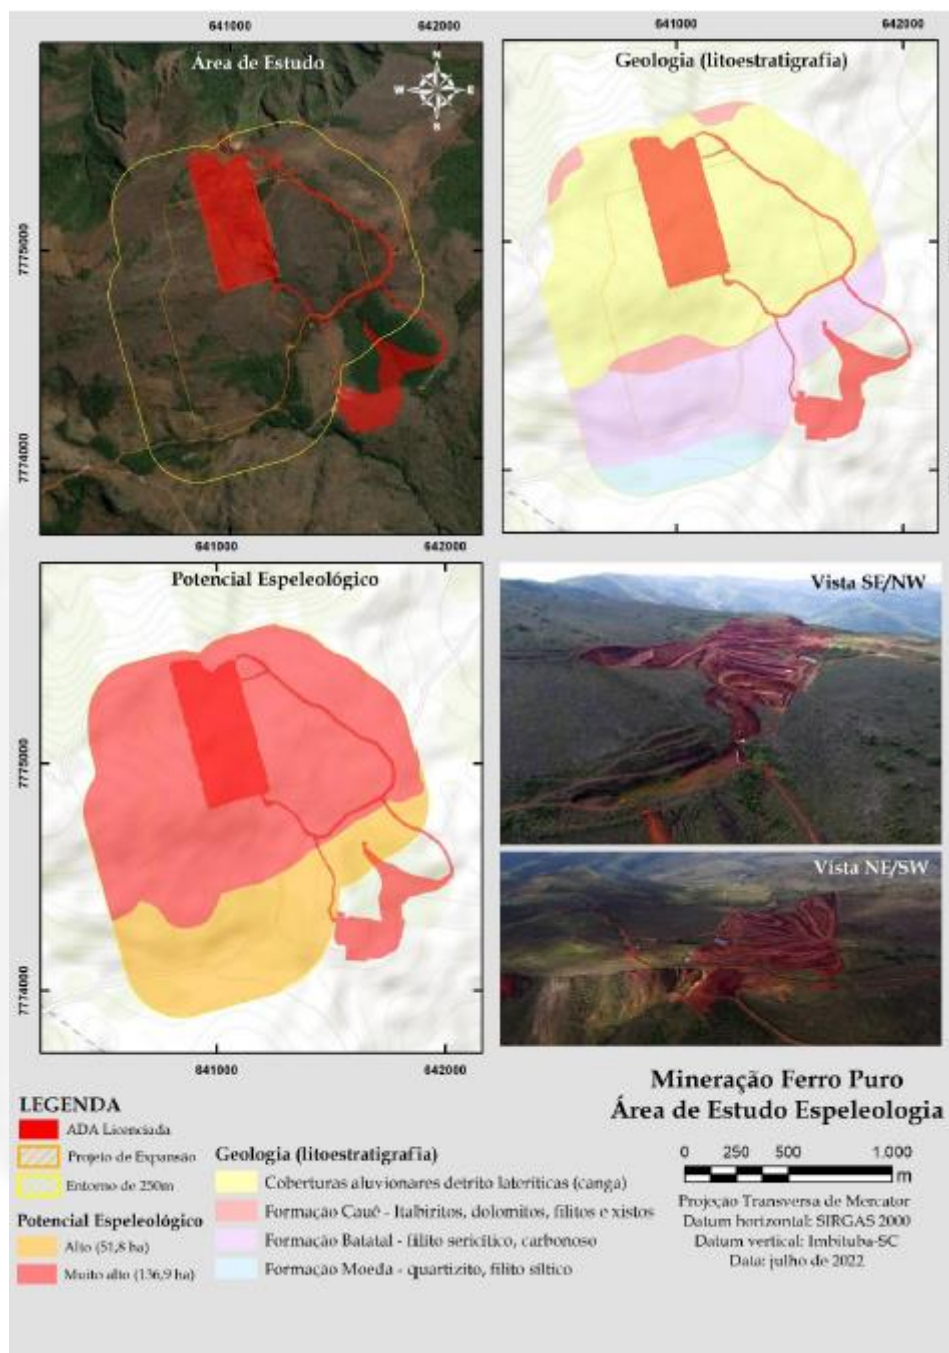 641000
642000
641000
642000
Área de Estudo
N
W
E
S
Geologia (litoestratigrafia)
7775000
7774000
641000
642000
Potencial Espeleológico
Vista SE/NW
7775000
Vista NE/SW
7774000
641000
642000
Mineração Ferro Puro
Área de Estudo Espeleologia
LEGENDA
ADA Licenciada
Projeto de Expansão
Entorno de 250m
Potencial Espeleológico
Alto (51,8 ha)
Muito alto (136,9 ha)
Geologia (litoestratigrafia)
Coberturas aluvionares detrito lateríticas (canga)
Formação Cauê - Itabiritos, dolomitos, filitos e xistos
Formação Batatal - filito sericítico, carbonoso
Formação Moeda - quartzito, filito síltico
0 250 500 1.000
m
Projeção Transversa de Mercator
Datum horizontal: SIRGAS 2000
Datum vertical: Imbituba-SC
Data: julho de 2022